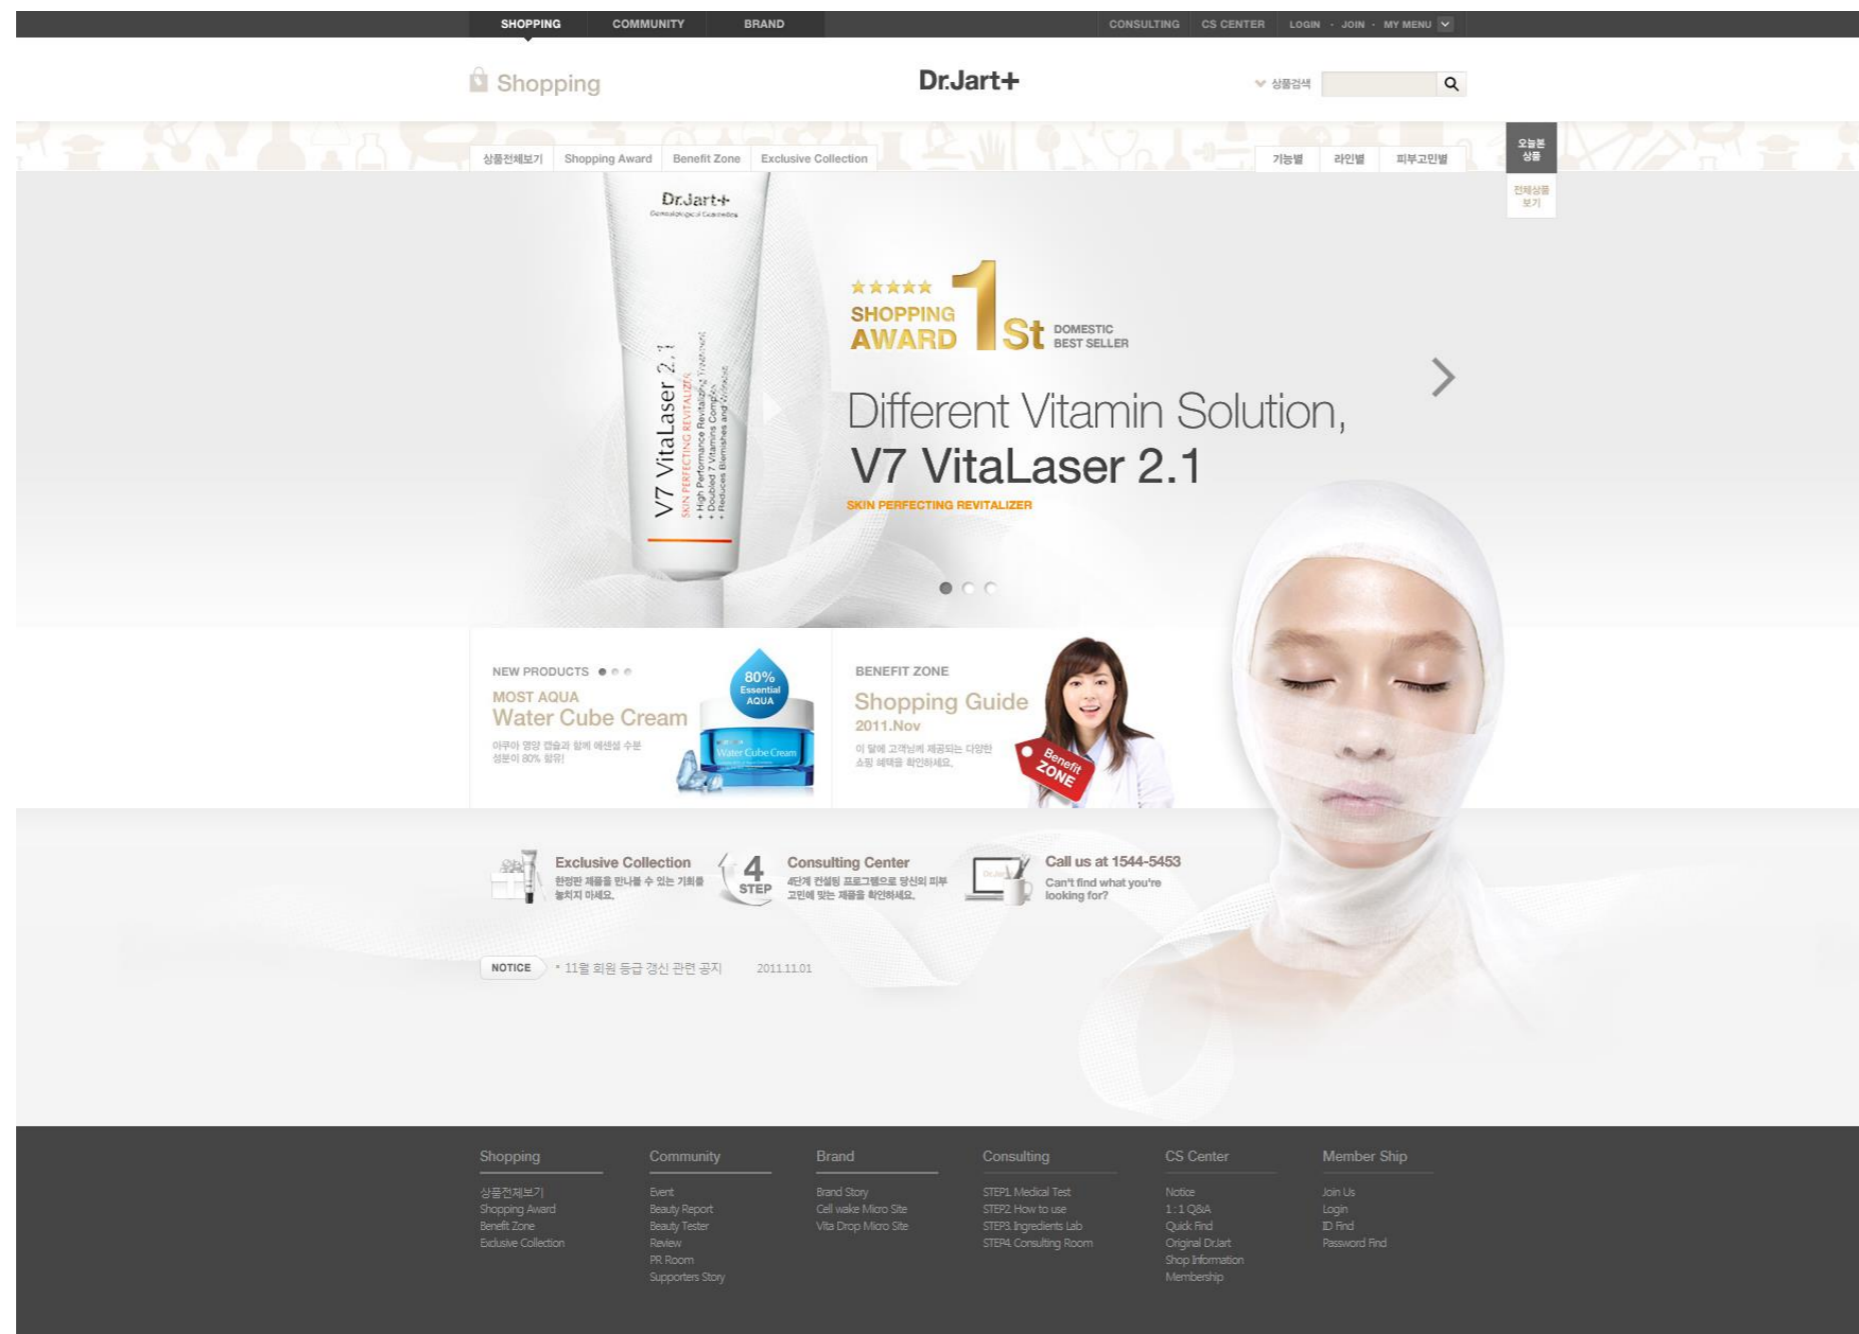 SHOPPING COMMUNITY BRAND CONSULTING CS CENTER LOGIN - JOIN - MY MENU
Shopping
Dr.Jart+
상품검색
상품전체보기 Shopping Award Benefit Zone Exclusive Collection
기능별 라인별 피부고민별
오늘본
상품
전체상품
보기
Dr.Jart+
Dermatological Cosmetics
V7 VitaLaser 2.1
SKIN PERFECTING REVITALIZER
+ High Performance Revitalizing Treatment
+ Doubled 7 Vitamins Complex
+ Reduces Blemishes and Wrinkles
SHOPPING
AWARD
1St
DOMESTIC
BEST SELLER
Different Vitamin Solution,
V7 VitaLaser 2.1
SKIN PERFECTING REVITALIZER
NEW PRODUCTS
MOST AQUA
Water Cube Cream
아쿠아 영양 캡슐과 함께 에센셜 수분
성분이 80% 함유!
80%
Essential
AQUA
Water Cube Cream
BENEFIT ZONE
Shopping Guide
2011.Nov
이 달에 고객님께 제공되는 다양한
쇼핑 혜택을 확인하세요.
Benefit
ZONE
Exclusive Collection
한정판 제품을 만나볼 수 있는 기회를
놓치지 마세요.
4
STEP
Consulting Center
4단계 컨설팅 프로그램으로 당신의 피부
고민에 맞는 제품을 확인하세요.
Call us at 1544-5453
Can't find what you're
looking for?
NOTICE
11월 회원 등급 갱신 관련 공지 2011.11.01
Shopping
상품전체보기
Shopping Award
Benefit Zone
Exclusive Collection
Community
Event
Beauty Report
Beauty Tester
Review
PR Room
Supporters Story
Brand
Brand Story
Cell wake Micro Site
Vita Drop Micro Site
Consulting
STEP1. Medical Test
STEP2. How to use
STEP3. Ingredients Lab
STEP4. Consulting Room
CS Center
Notice
1 : 1 Q&A
Quick Find
Original Dr.Jart
Shop Information
Membership
Member Ship
Join Us
Login
ID Find
Password Find